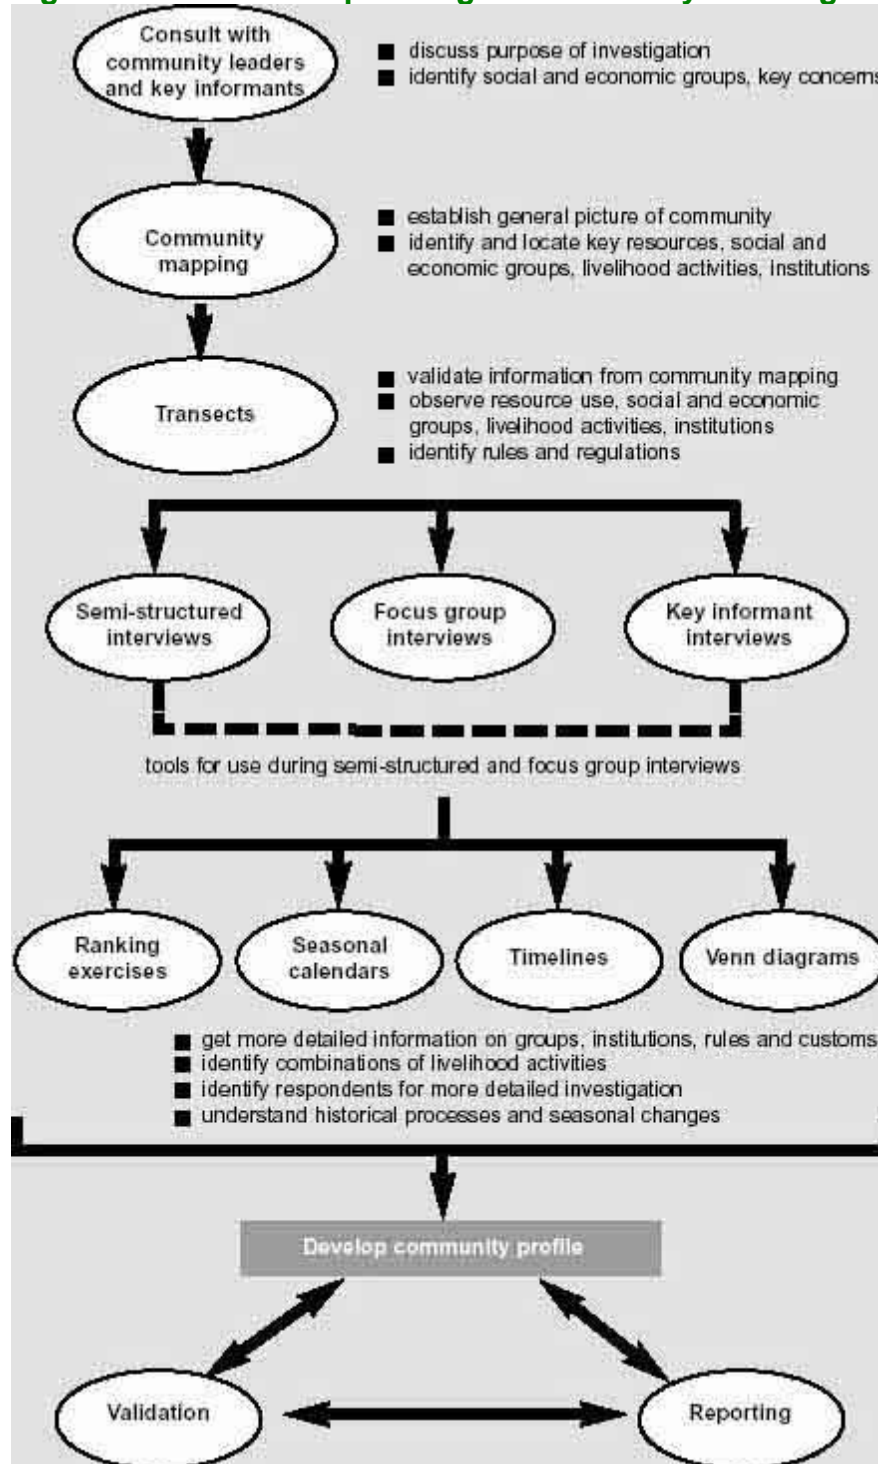 Consult with
community leaders
and key informants
■ discuss purpose of investigation
■ identify social and economic groups, key concerns
Community
mapping
■ establish general picture of community
■ identify and locate key resources, social and
economic groups, livelihood activities, institutions
Transects
■ validate information from community mapping
■ observe resource use, social and economic
groups, livelihood activities, institutions
■ identify rules and regulations
Semi-structured
interviews
Focus group
interviews
Key informant
interviews
tools for use during semi-structured and focus group interviews
Ranking
exercises
Seasonal
calendars
Timelines
Venn diagrams
■ get more detailed information on groups, institutions, rules and customs
■ identify combinations of livelihood activities
■ identify respondents for more detailed investigation
■ understand historical processes and seasonal changes
Develop community profile
Validation
Reporting